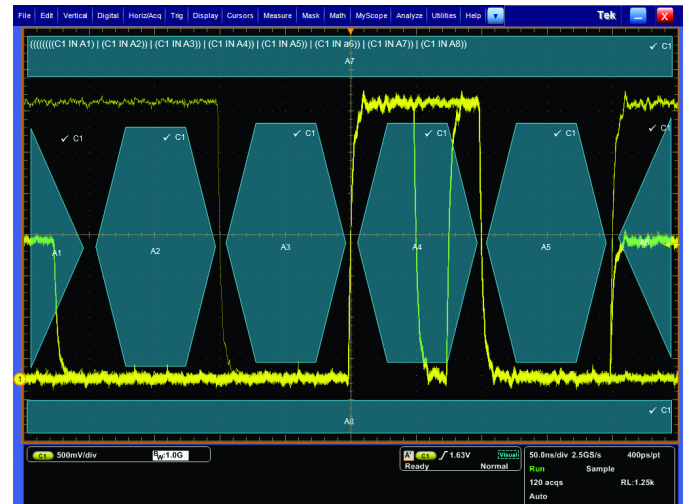 File Edit Vertical Digital Horiz/Acq Trig Display Cursors Measure Mask Math MyScope Analyze Utilities Help Tek X
((((((((C1 IN A1) | (C1 IN A2)) | (C1 IN A3)) | (C1 IN A4)) | (C1 IN A5)) | (C1 IN a6)) | (C1 IN A7)) | (C1 IN A8))
✓ C1
A7
✓ C1
✓ C1
✓ C1
✓ C1
✓ C1
✓ C1
A1
A2
A3
A4
A5
1
✓ C1
A8
C1 500mV/div BW:1.0G
A' C1 1.63V Visual
Ready Normal
50.0ns/div 2.5GS/s 400ps/pt
Run Sample
120 acqs RL:1.25k
Auto